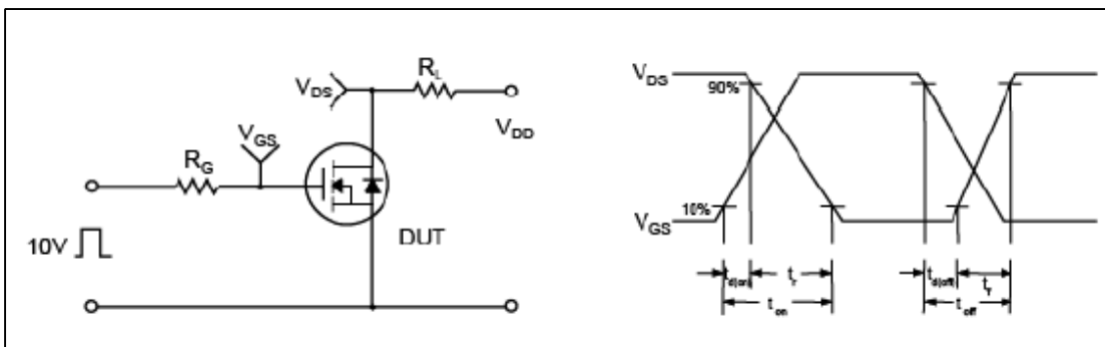 V_DS
R_L
V_DD
V_GS
R_G
10V
DUT
V_DS
90%
10%
V_GS
t_d(on)
t_r
t_on
t_d(off)
t_f
t_off